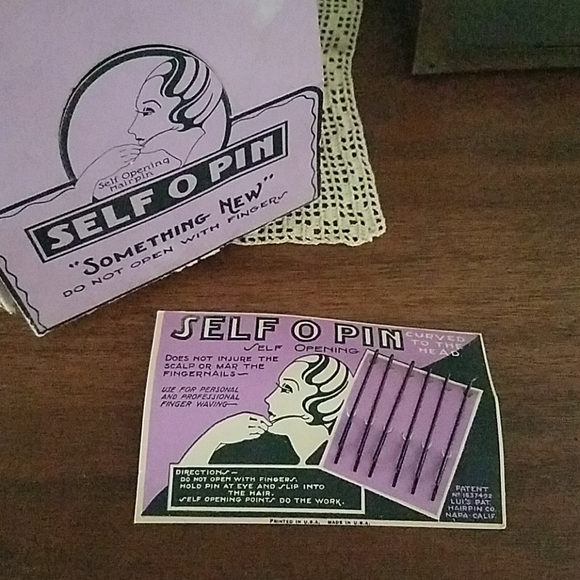 Self Opening
Hairpin
SELF O PIN
"SOMETHING NEW"
DO NOT OPEN WITH FINGERS
SELF O PIN
SELF OPENING
CURVED
TO THE
HEAD
DOES NOT INJURE THE
SCALP OR MAR THE
FINGERNAILS—
USE FOR PERSONAL
AND PROFESSIONAL
FINGER WAVING—
DIRECTIONS—
DO NOT OPEN WITH FINGERS.
HOLD PIN AT EYE AND SLIP INTO
THE HAIR.
SELF OPENING POINTS DO THE WORK.
PATENT
Nº 1637492
LUI'S PAT.
HAIRPIN CO.
NAPA-CALIF.
PRINTED IN U.S.A. MADE IN U.S.A.